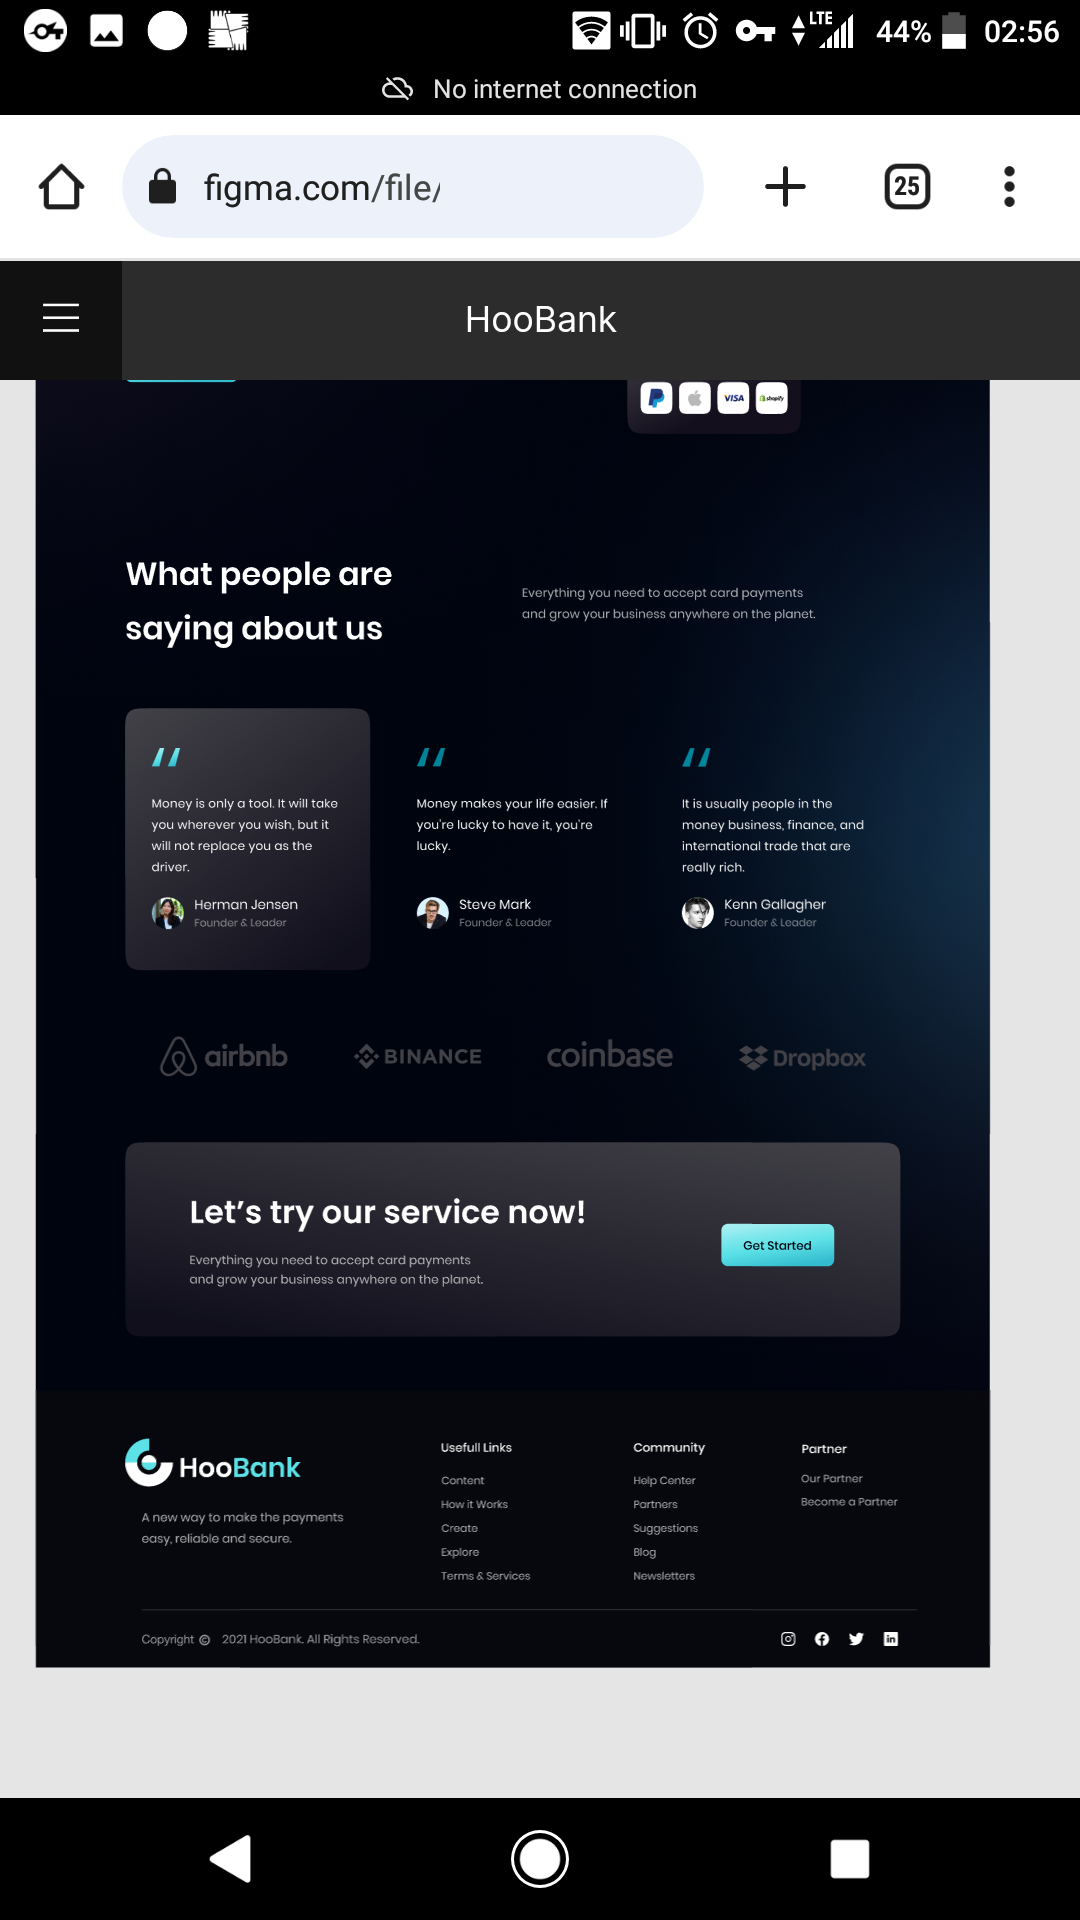 LTE 44% 02:56
No internet connection
figma.com/file/
25
HooBank
VISA shopify
What people are
saying about us
Everything you need to accept card payments
and grow your business anywhere on the planet.
Money is only a tool. It will take
you wherever you wish, but it
will not replace you as the
driver.
Herman Jensen
Founder & Leader
Money makes your life easier. If
you're lucky to have it, you're
lucky.
Steve Mark
Founder & Leader
It is usually people in the
money business, finance, and
international trade that are
really rich.
Kenn Gallagher
Founder & Leader
airbnb BINANCE coinbase Dropbox
Let’s try our service now!
Everything you need to accept card payments
and grow your business anywhere on the planet.
Get Started
HooBank
A new way to make the payments
easy, reliable and secure.
Usefull Links
Content
How it Works
Create
Explore
Terms & Services
Community
Help Center
Partners
Suggestions
Blog
Newsletters
Partner
Our Partner
Become a Partner
Copyright © 2021 HooBank. All Rights Reserved.
in